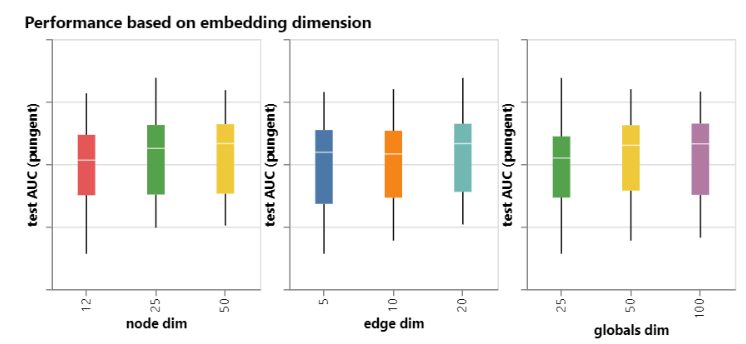 Performance based on embedding dimension
test AUC (pungent)
12
25
50
node dim
test AUC (pungent)
5
10
20
edge dim
test AUC (pungent)
25
50
100
globals dim